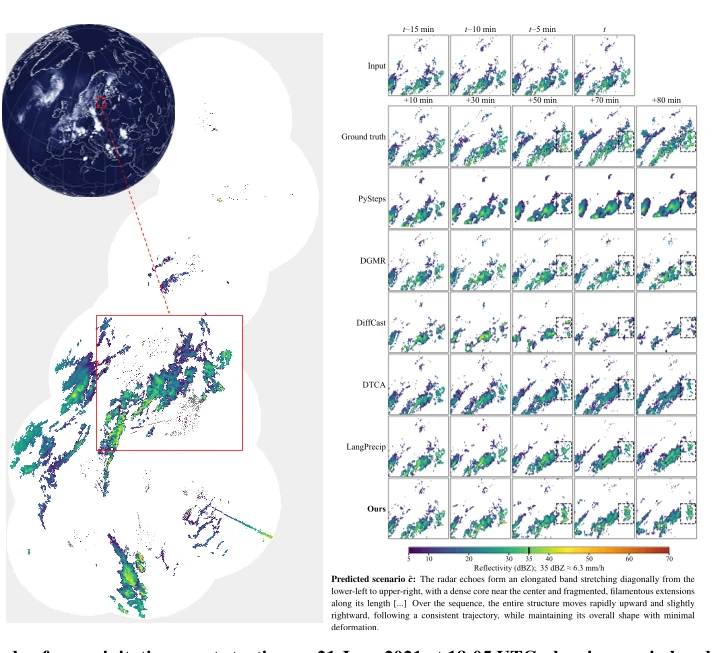 t−15 min t−10 min t−5 min t
Input
+10 min +30 min +50 min +70 min +80 min
Ground truth
PySteps
DGMR
DiffCast
DTCA
LangPrecip
Ours
5 10 20 30 35 40 50 60 70
Reflectivity (dBZ); 35 dBZ ≈ 6.3 mm/h
Predicted scenario ĉ: The radar echoes form an elongated band stretching diagonally from the
lower-left to upper-right, with a dense core near the center and fragmented, filamentous extensions
along its length [...] Over the sequence, the entire structure moves rapidly upward and slightly
rightward, following a consistent trajectory, while maintaining its overall shape with minimal
deformation.